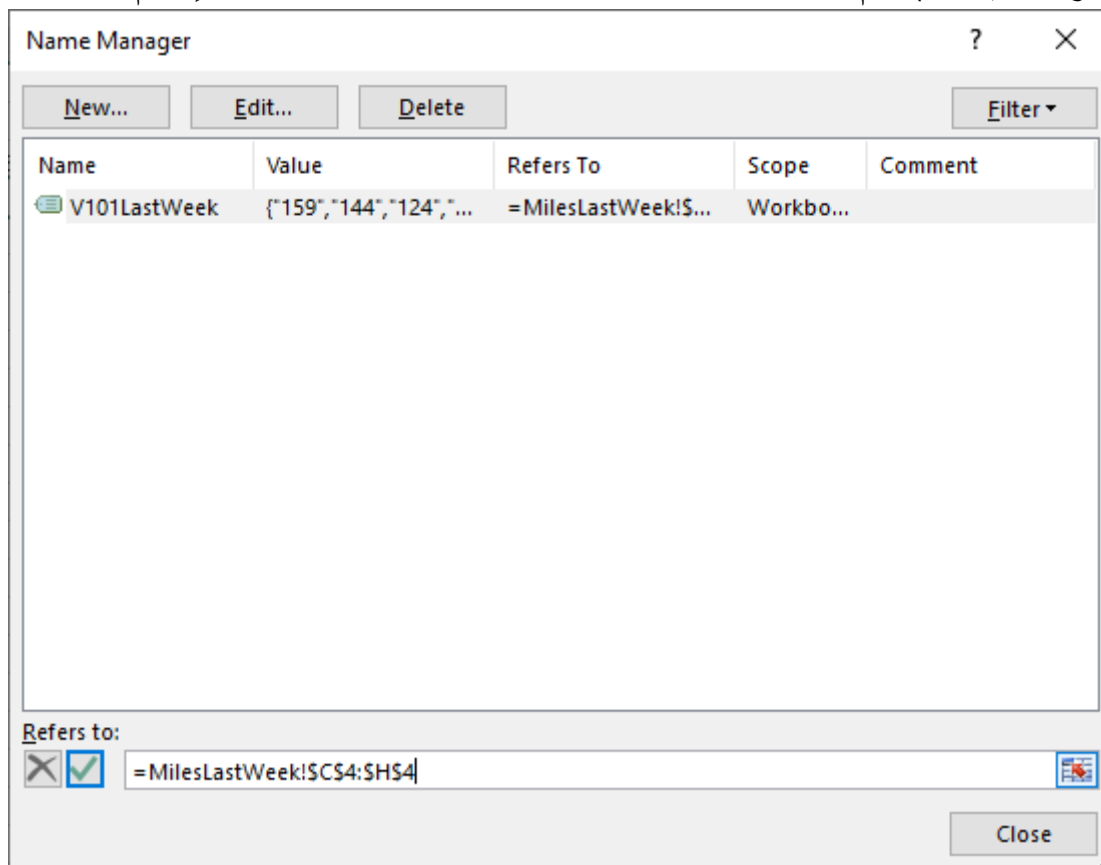 Name Manager ? ×
New... Edit... Delete Filter
Name Value Refers To Scope Comment
V101LastWeek {"159","144","124","... =MilesLastWeek!$... Workbo...
Refers to:
=MilesLastWeek!$C$4:$H$4
Close